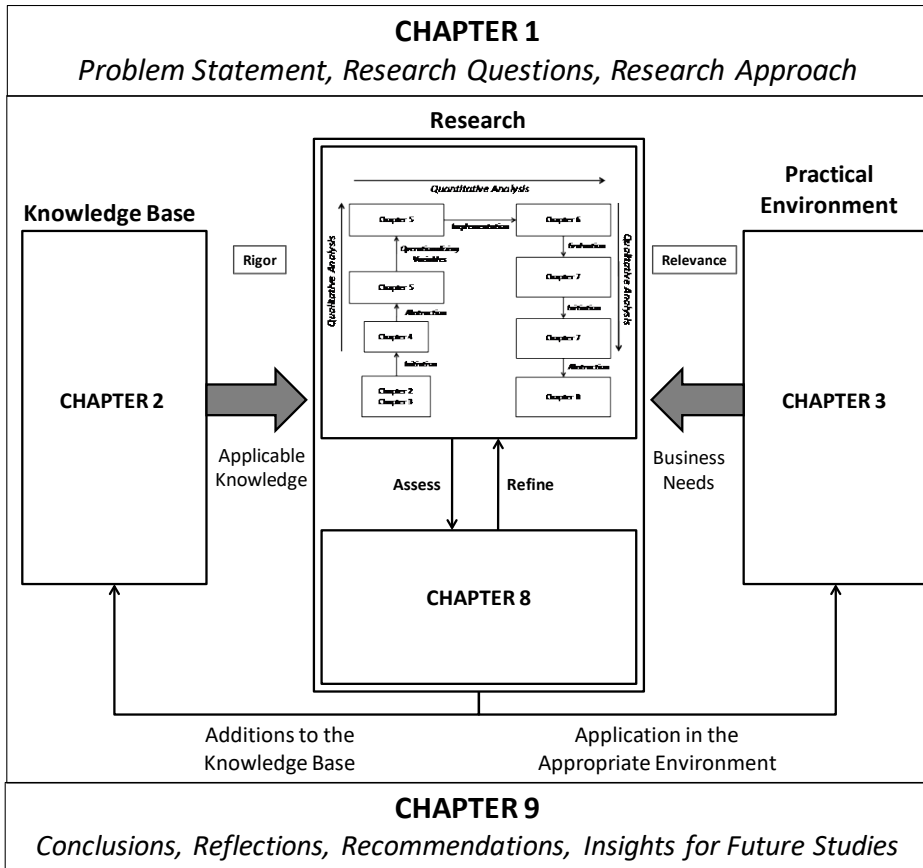 CHAPTER 1
Problem Statement, Research Questions, Research Approach
Research
Knowledge Base
Practical
Environment
Rigor
Relevance
Quantitative Analysis
Qualitative Analysis
Chapter 5
Implementation
Chapter 6
Operationalizing
Variables
Evaluation
Chapter 5
Chapter 7
Abstraction
Initiation
Chapter 4
Chapter 7
Initiation
Abstraction
Chapter 2
Chapter 3
Chapter 8
Qualitative Analysis
CHAPTER 2
CHAPTER 3
Applicable
Knowledge
Business
Needs
Assess
Refine
CHAPTER 8
Additions to the
Knowledge Base
Application in the
Appropriate Environment
CHAPTER 9
Conclusions, Reflections, Recommendations, Insights for Future Studies